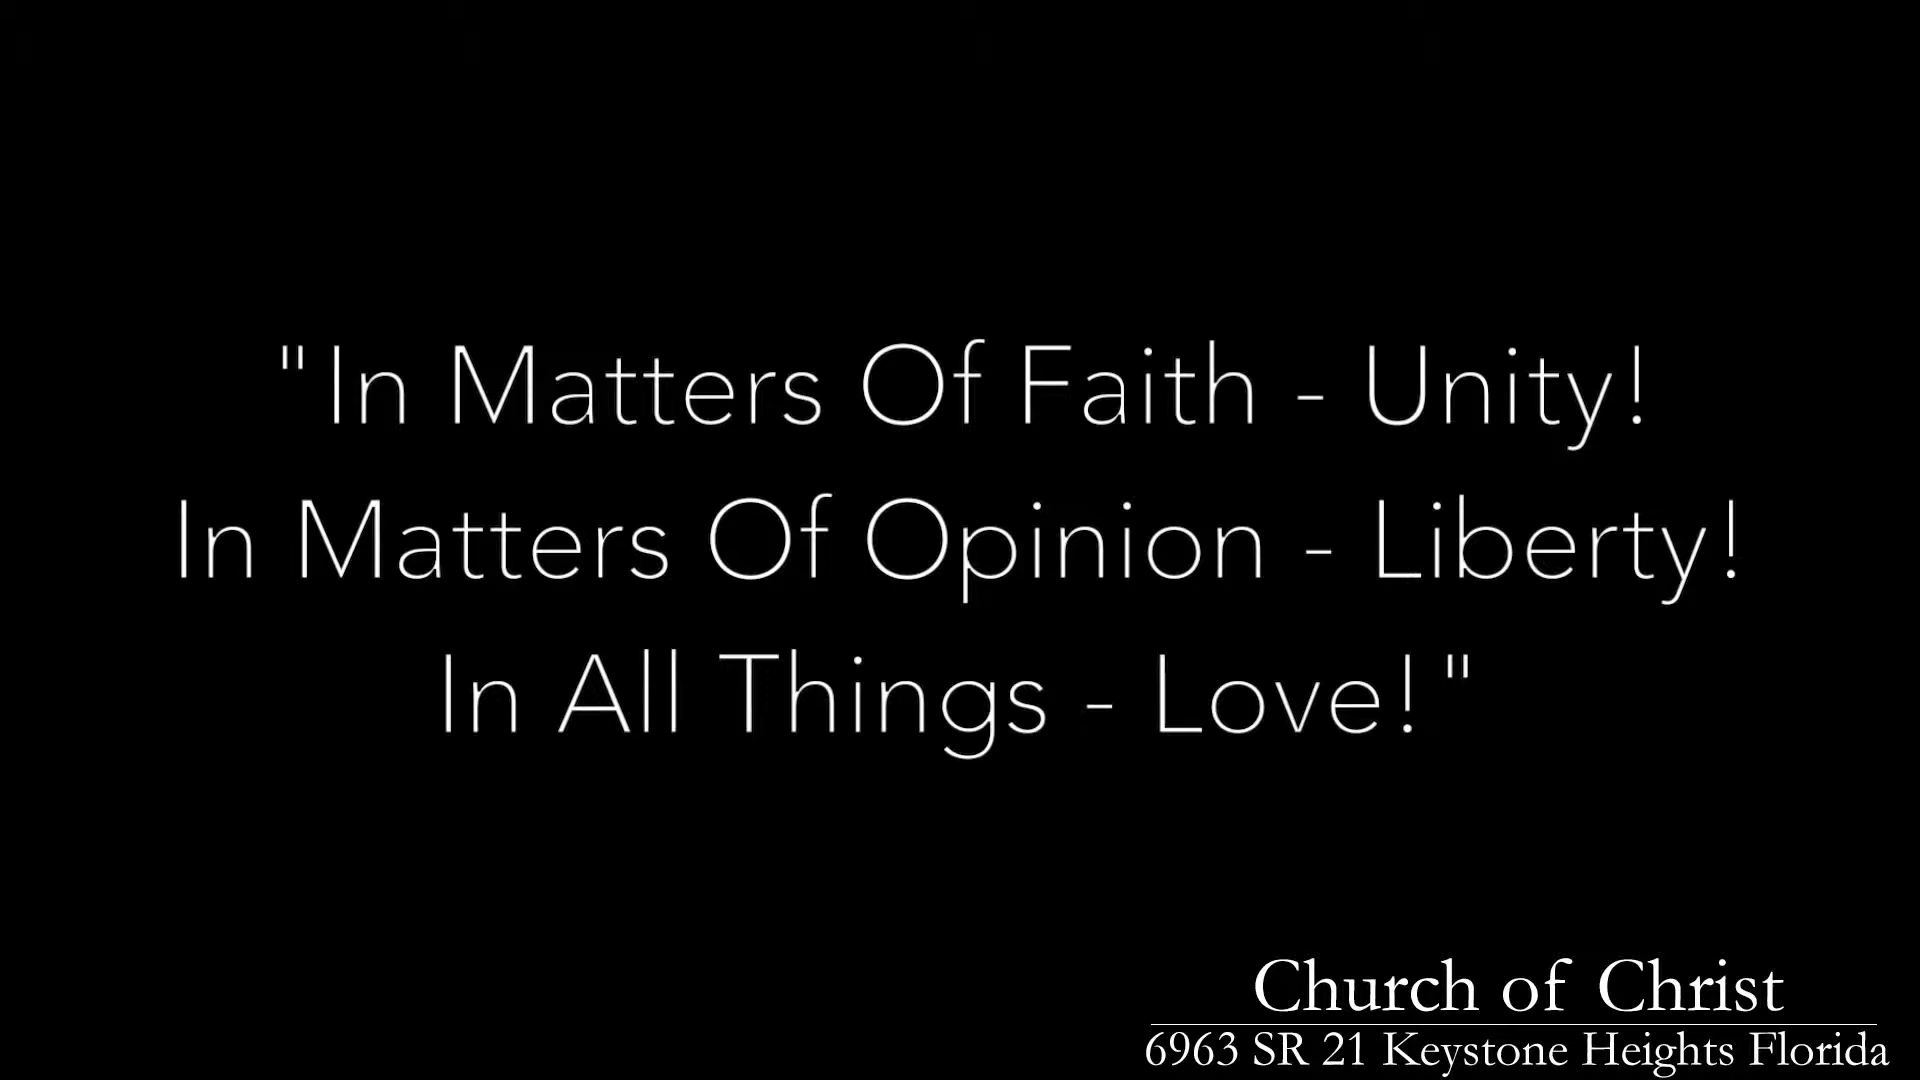 "In Matters Of Faith - Unity!
In Matters Of Opinion - Liberty!
In All Things - Love!"
Church of Christ
6963 SR 21 Keystone Heights Florida